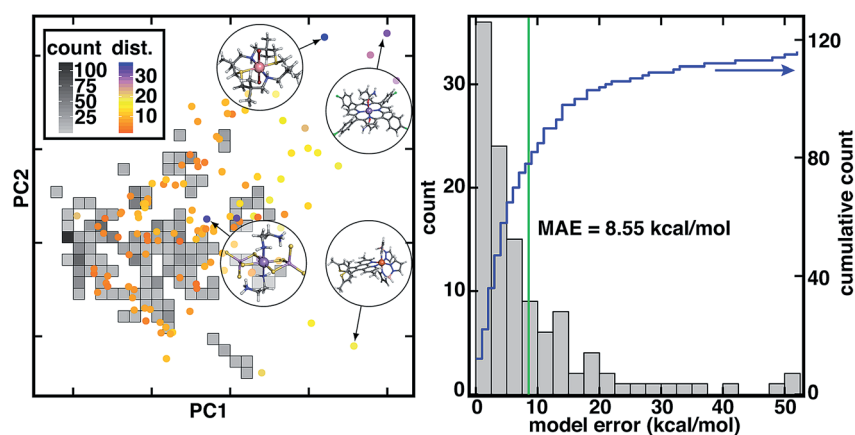 count dist.
100
75
50
25
30
20
10
PC2
PC1
count
30
20
10
0
MAE = 8.55 kcal/mol
120
80
40
0
cumulative count
0 10 20 30 40 50
model error (kcal/mol)